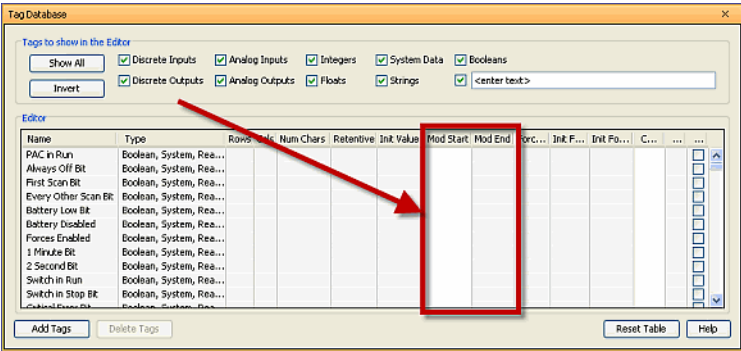 Tag Database
Tags to show in the Editor
Show All Discrete Inputs Analog Inputs Integers System Data Booleans
Invert Discrete Outputs Analog Outputs Floats Strings <enter text>
Editor
Name Type Rows Num Chars Retentive Init Value Mod Start Mod End Init F... Init Fo... C... ... ...
PAC in Run Boolean, System, Rea...
Always Off Bit Boolean, System, Rea...
First Scan Bit Boolean, System, Rea...
Every Other Scan Bit Boolean, System, Rea...
Battery Low Bit Boolean, System, Rea...
Battery Disabled Boolean, System, Rea...
Forces Enabled Boolean, System, Rea...
1 Minute Bit Boolean, System, Rea...
2 Second Bit Boolean, System, Rea...
Switch in Run Boolean, System, Rea...
Switch in Stop Bit Boolean, System, Rea...
Add Tags Delete Tags Reset Table Help